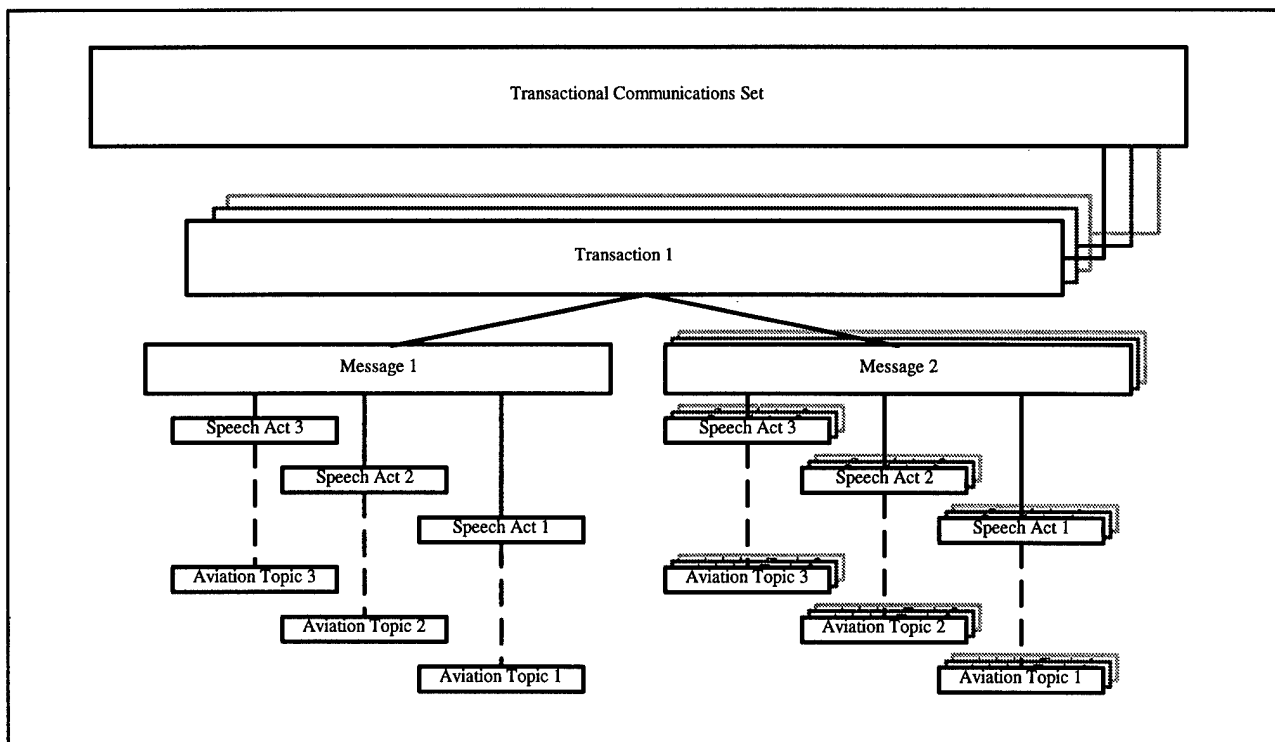 Transactional Communications Set
Transaction 1
Message 1
Message 2
Speech Act 3
Speech Act 3
Speech Act 2
Speech Act 2
Speech Act 1
Speech Act 1
Aviation Topic 3
Aviation Topic 3
Aviation Topic 2
Aviation Topic 2
Aviation Topic 1
Aviation Topic 1